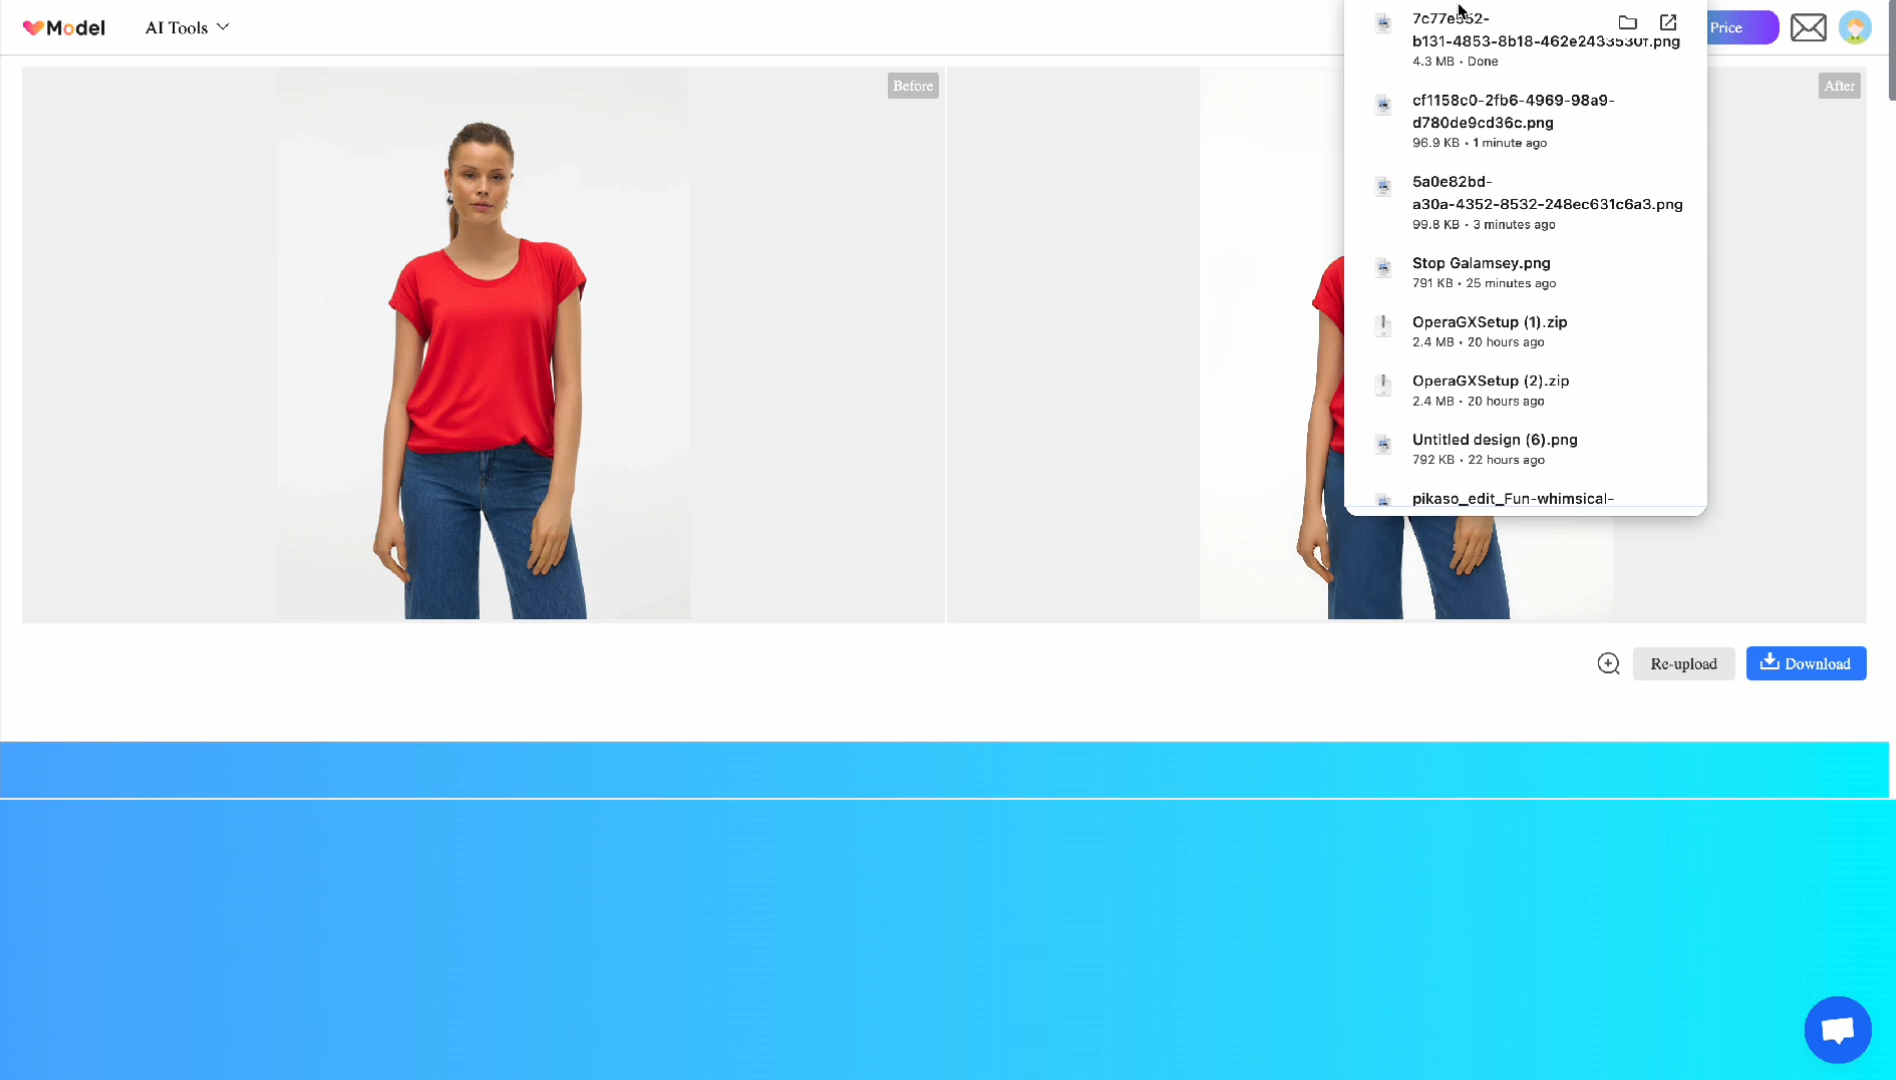 Model
AI Tools
Price
Before
After
7c77e552-
b131-4853-8b18-462e2433530f.png
4.3 MB • Done
cf1158c0-2fb6-4969-98a9-
d780de9cd36c.png
96.9 KB • 1 minute ago
5a0e82bd-
a30a-4352-8532-248ec631c6a3.png
99.8 KB • 3 minutes ago
Stop Galamsey.png
791 KB • 25 minutes ago
OperaGXSetup (1).zip
2.4 MB • 20 hours ago
OperaGXSetup (2).zip
2.4 MB • 20 hours ago
Untitled design (6).png
792 KB • 22 hours ago
pikaso_edit_Fun-whimsical-
Re-upload
Download